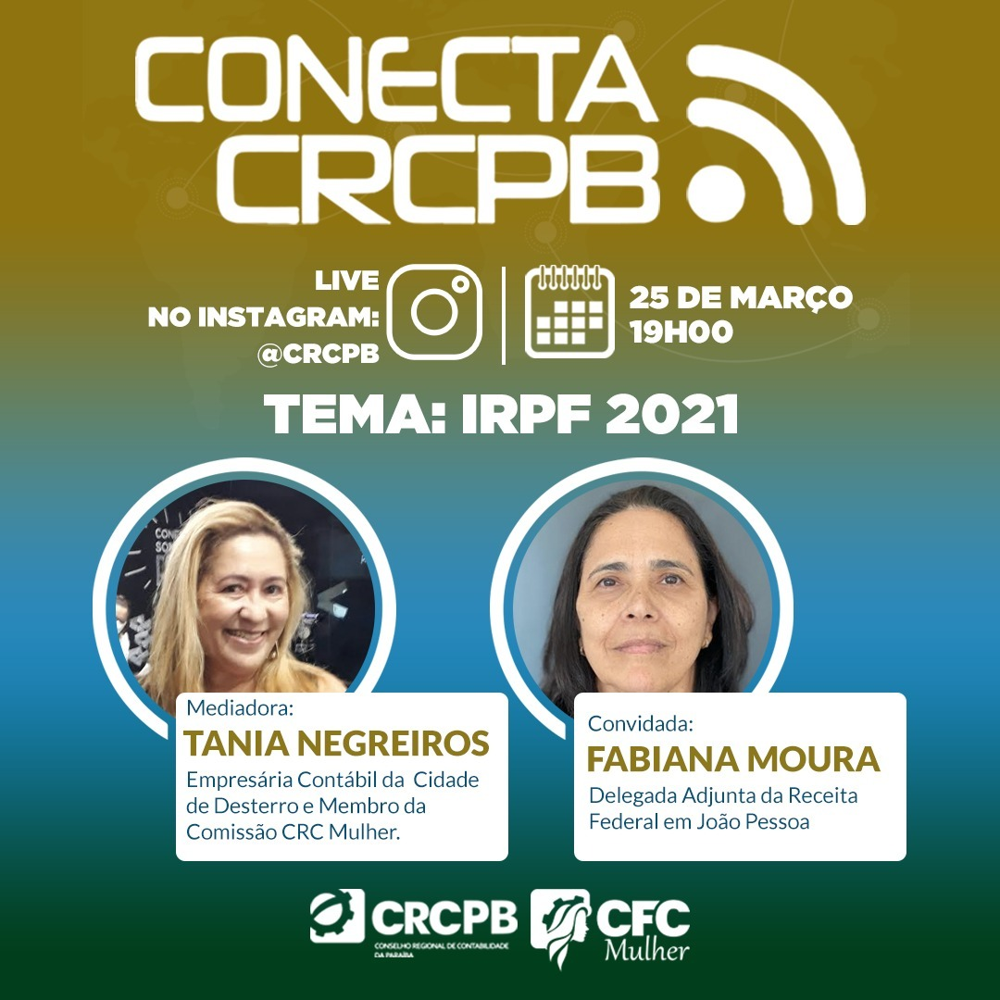 CONECTA
CRCPB
LIVE
NO INSTAGRAM:
@CRCPB
25 DE MARÇO
19H00
TEMA: IRPF 2021
Mediadora:
TANIA NEGREIROS
Empresária Contábil da Cidade
de Desterro e Membro da
Comissão CRC Mulher.
Convidada:
FABIANA MOURA
Delegada Adjunta da Receita
Federal em João Pessoa
CRCPB
CONSELHO REGIONAL DE CONTABILIDADE
DA PARAÍBA
CFC
Mulher